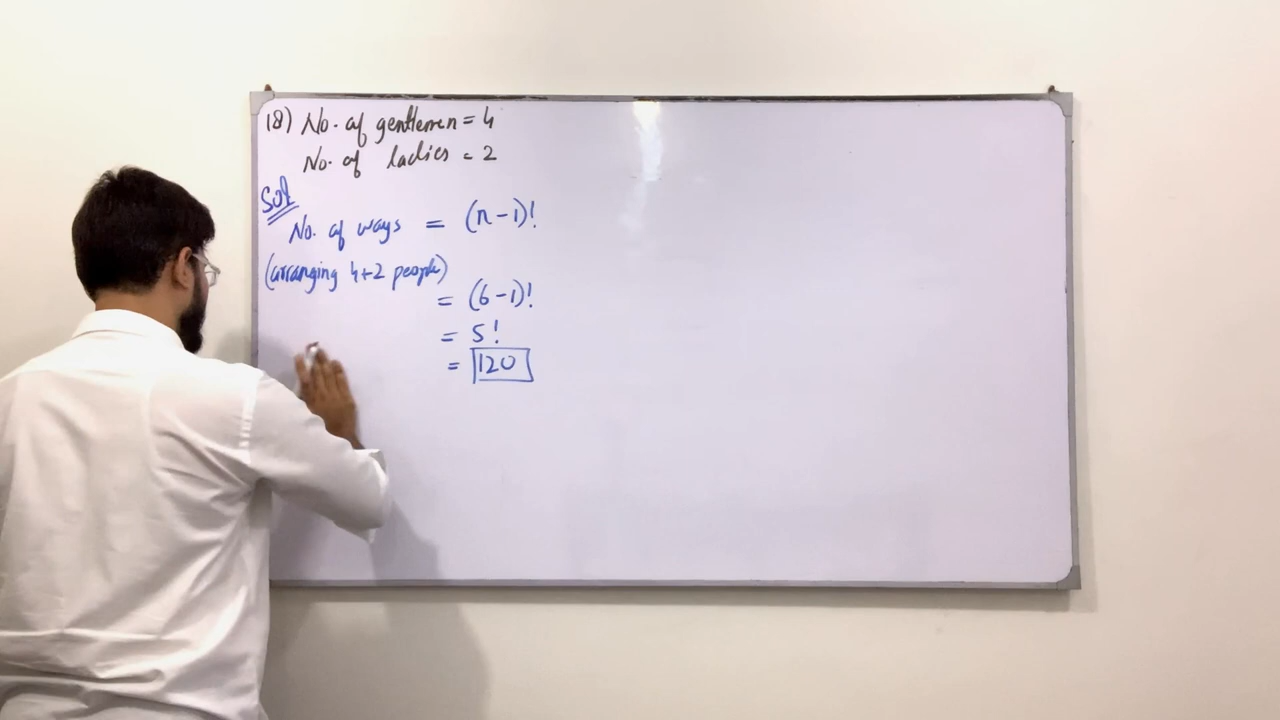 18) No. of gentlemen = 4
No. of ladies = 2
Sol
No. of ways = (n-1)!
(arranging 4+2 people)
= (6-1)!
= 5!
= 120